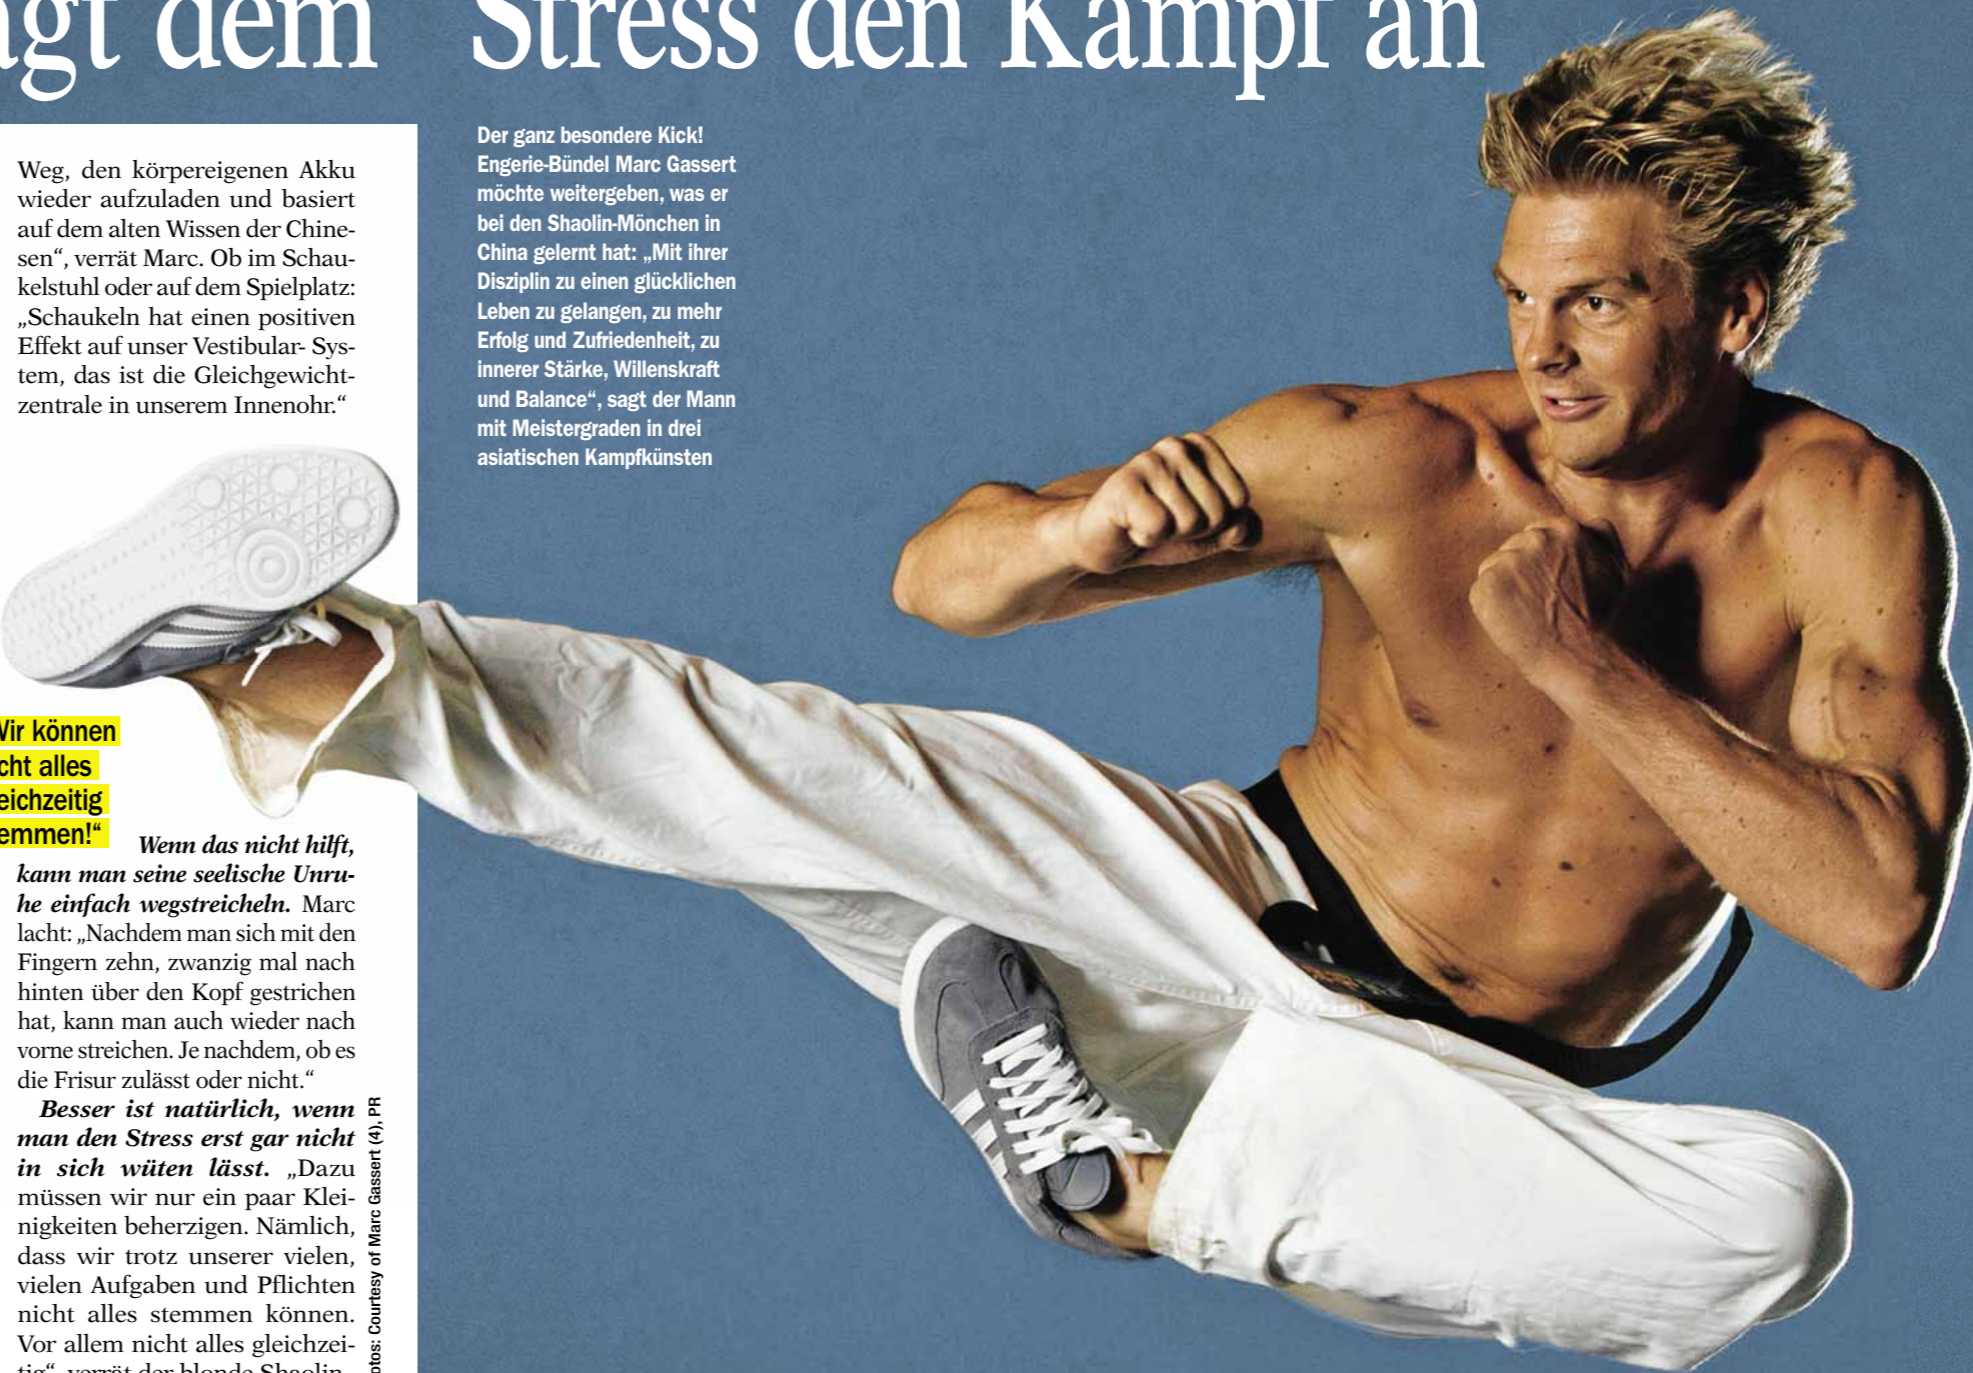 agt dem Stress den Kampf an
Weg, den körpereigenen Akku
wieder aufzuladen und basiert
auf dem alten Wissen der Chine-
sen“, verrät Marc. Ob im Schau-
kelstuhl oder auf dem Spielplatz:
„Schaukeln hat einen positiven
Effekt auf unser Vestibular- Sys-
tem, das ist die Gleichgewicht-
zentrale in unserem Innenohr.“
Wir können
cht alles
eichzeitig
emmen!“
Wenn das nicht hilft,
kann man seine seelische Unru-
he einfach wegstreicheln. Marc
lacht: „Nachdem man sich mit den
Fingern zehn, zwanzig mal nach
hinten über den Kopf gestrichen
hat, kann man auch wieder nach
vorne streichen. Je nachdem, ob es
die Frisur zulässt oder nicht.“
Besser ist natürlich, wenn
man den Stress erst gar nicht
in sich wüten lässt. „Dazu
müssen wir nur ein paar Klei-
nigkeiten beherzigen. Nämlich,
dass wir trotz unserer vielen,
vielen Aufgaben und Pflichten
nicht alles stemmen können.
Vor allem nicht alles gleichzei-
tig“, verrät der blonde Shaolin-
otos: Courtesy of Marc Gassert (4), PR
Der ganz besondere Kick!
Engerie-Bündel Marc Gassert
möchte weitergeben, was er
bei den Shaolin-Mönchen in
China gelernt hat: „Mit ihrer
Disziplin zu einen glücklichen
Leben zu gelangen, zu mehr
Erfolg und Zufriedenheit, zu
innerer Stärke, Willenskraft
und Balance“, sagt der Mann
mit Meistergraden in drei
asiatischen Kampfkünsten